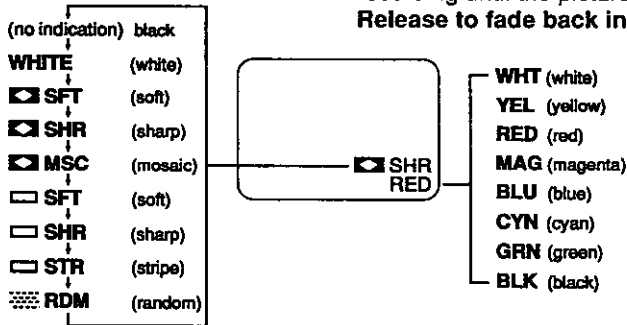 Release to fade back in
(no indication) black
WHITE (white)
SFT (soft)
SHR (sharp)
MSC (mosaic)
SFT (soft)
SHR (sharp)
STR (stripe)
RDM (random)
SHR
RED
WHT (white)
YEL (yellow)
RED (red)
MAG (magenta)
BLU (blue)
CYN (cyan)
GRN (green)
BLK (black)